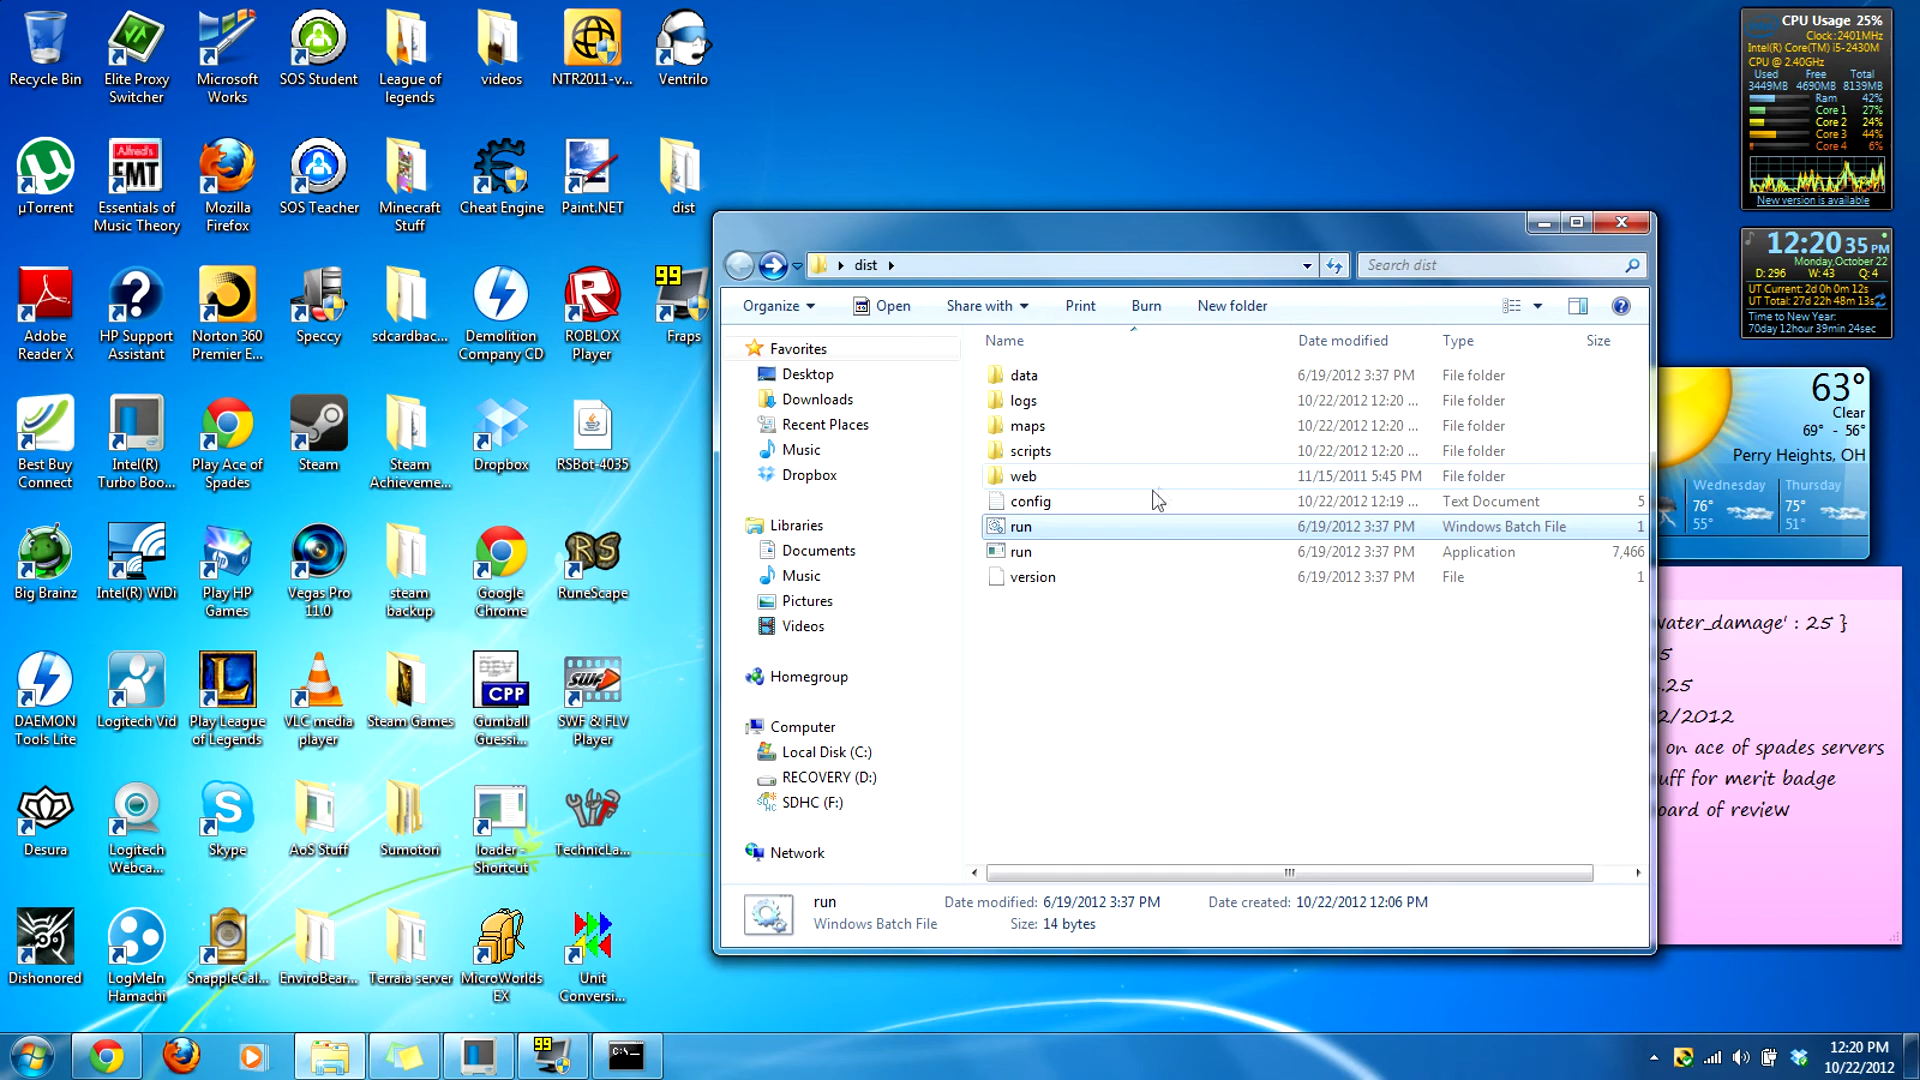 Recycle Bin
Elite Proxy
Switcher
Microsoft
Works
SOS Student
League of
legends
videos
NTR2011-v...
Ventrilo
µTorrent
Alfred's
EMT
Essentials of
Music Theory
Mozilla
Firefox
SOS Teacher
Minecraft
Stuff
Cheat Engine
Paint.NET
dist
Adobe
Reader X
HP Support
Assistant
Norton 360
Premier E...
Speccy
sdcardbac...
Demolition
Company CD
ROBLOX
Player
99
Fraps
Best Buy
Connect
Intel(R)
Turbo Boo...
Play Ace of
Spades
Steam
Steam
Achieveme...
Dropbox
RSBot-4035
Big Brainz
Intel(R) WiDi
Play HP
Games
Vegas Pro
11.0
steam
backup
Google
Chrome
RS
RuneScape
DAEMON
Tools Lite
Logitech Vid
Play League
of Legends
VLC media
player
Steam Games
DEV
CPP
Gumball
Guessi...
SWF
SWF & FLV
Player
Desura
Logitech
Webca...
Skype
AoS Stuff
Sumotori
loader -
Shortcut
TechnicLa...
Dishonored
LogMeIn
Hamachi
SnappleCal...
EnviroBear...
Terraia server
MicroWorlds
EX
Unit
Conversi...
dist
Search dist
Organize
Open
Share with
Print
Burn
New folder
Favorites
Desktop
Downloads
Recent Places
Music
Dropbox
Libraries
Documents
Music
Pictures
Videos
Homegroup
Computer
Local Disk (C:)
RECOVERY (D:)
SDHC (F:)
Network
Name Date modified Type Size
data 6/19/2012 3:37 PM File folder
logs 10/22/2012 12:20 ... File folder
maps 10/22/2012 12:20 ... File folder
scripts 10/22/2012 12:20 ... File folder
web 11/15/2011 5:45 PM File folder
config 10/22/2012 12:19 ... Text Document 5
run 6/19/2012 3:37 PM Windows Batch File 1
run 6/19/2012 3:37 PM Application 7,466
version 6/19/2012 3:37 PM File 1
run Date modified: 6/19/2012 3:37 PM Date created: 10/22/2012 12:06 PM
Windows Batch File Size: 14 bytes
CPU Usage 25%
Clock: 2401MHz
Intel(R) Core(TM) i5-2430M
CPU @ 2.40GHz
Used Free Total
3449MB 4690MB 8139MB
Ram 42%
Core 1 27%
Core 2 24%
Core 3 44%
Core 4 6%
New version is available
12:20 35 PM
Monday, October 22
D: 296 W: 43 Q: 4
UT Current: 2d 0h 0m 12s
UT Total: 27d 22h 48m 13s
Time to New Year:
70day 12hour 39min 24sec
63°
Clear
69° - 56°
Perry Heights, OH
Wednesday Thursday
76° 75°
55° 51°
water_damage' : 25 }
5
.25
2/2012
on ace of spades servers
uff for merit badge
oard of review
99
C:\
12:20 PM
10/22/2012